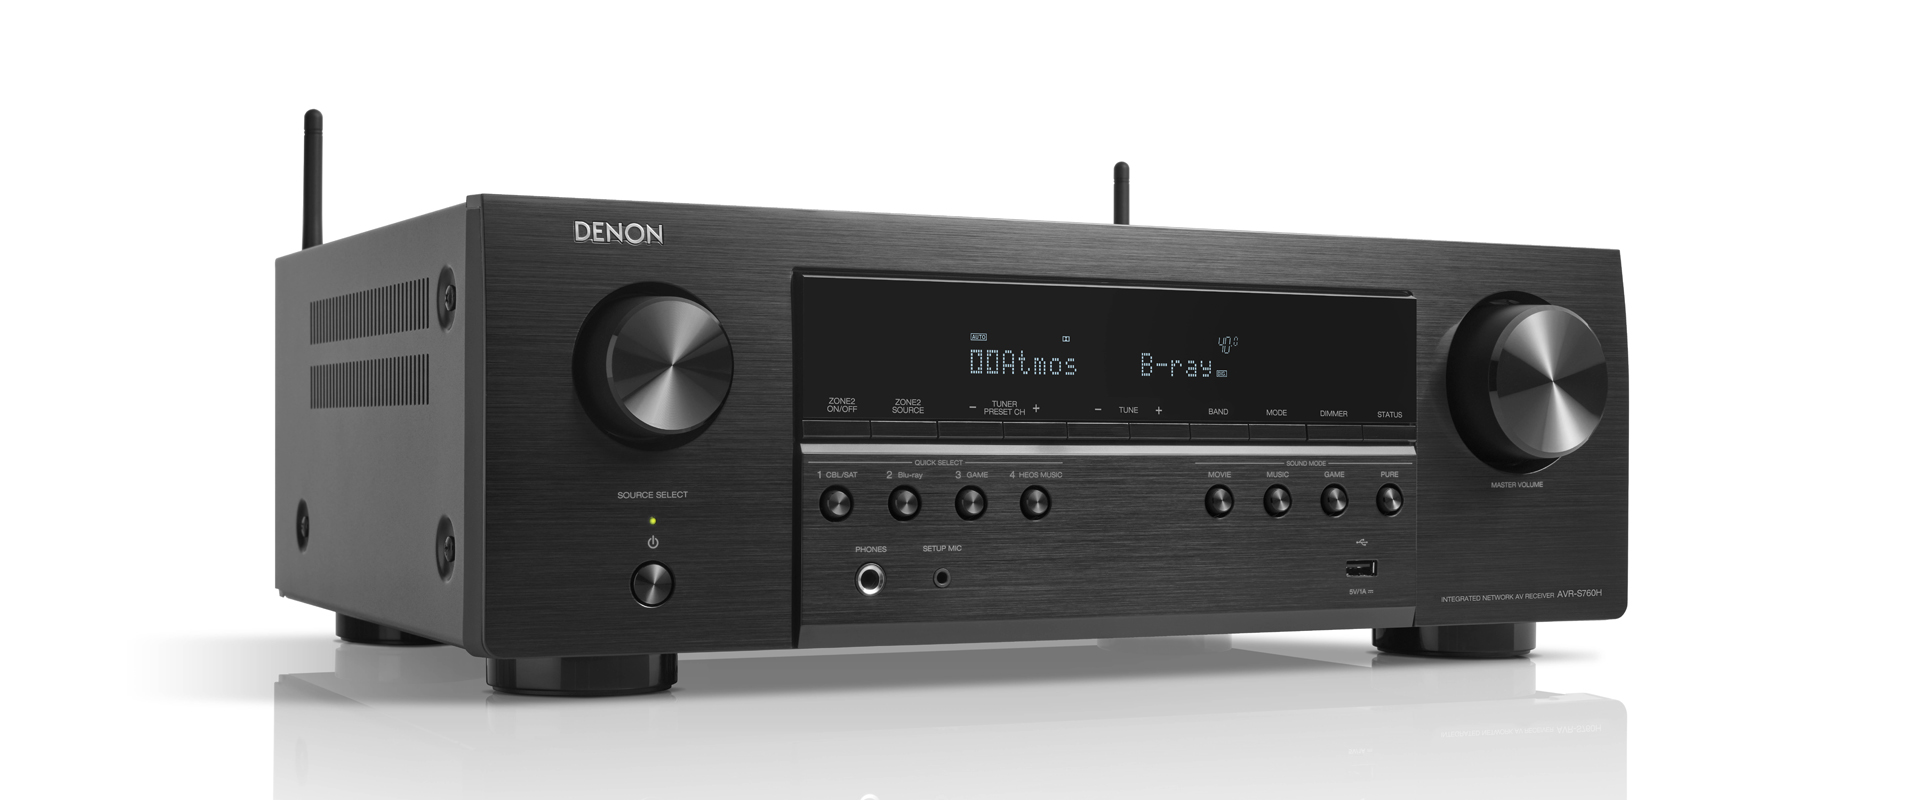 DENON
AUTO
Atmos
B-ray
40.0
ZONE2
ON/OFF
ZONE2
SOURCE
TUNER
− PRESET CH +
− TUNE +
BAND
MODE
DIMMER
STATUS
QUICK SELECT
1 CBL/SAT 2 Blu-ray 3 GAME 4 HEOS MUSIC
SOUND MODE
MOVIE MUSIC GAME PURE
SOURCE SELECT
MASTER VOLUME
PHONES
SETUP MIC
5V/1A
INTEGRATED NETWORK AV RECEIVER AVR-S760H